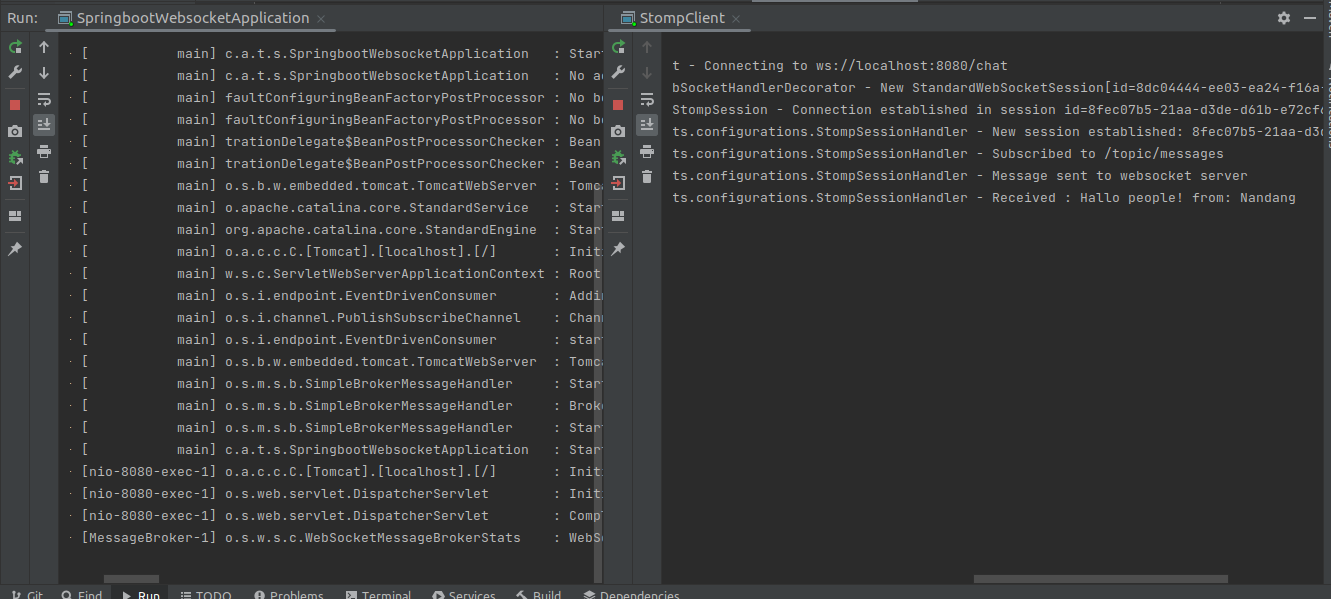 Run: SpringbootWebsocketApplication
· [           main] c.a.t.s.SpringbootWebsocketApplication   : Star
· [           main] c.a.t.s.SpringbootWebsocketApplication   : No a
· [           main] faultConfiguringBeanFactoryPostProcessor : No b
· [           main] faultConfiguringBeanFactoryPostProcessor : No b
· [           main] trationDelegate$BeanPostProcessorChecker : Bean
· [           main] trationDelegate$BeanPostProcessorChecker : Bean
· [           main] o.s.b.w.embedded.tomcat.TomcatWebServer  : Tomc
· [           main] o.apache.catalina.core.StandardService   : Star
· [           main] org.apache.catalina.core.StandardEngine  : Star
· [           main] o.a.c.c.C.[Tomcat].[localhost].[/]       : Init
· [           main] w.s.c.ServletWebServerApplicationContext : Root
· [           main] o.s.i.endpoint.EventDrivenConsumer       : Addi
· [           main] o.s.i.channel.PublishSubscribeChannel    : Chan
· [           main] o.s.i.endpoint.EventDrivenConsumer       : star
· [           main] o.s.b.w.embedded.tomcat.TomcatWebServer  : Tomc
· [           main] o.s.m.s.b.SimpleBrokerMessageHandler     : Star
· [           main] o.s.m.s.b.SimpleBrokerMessageHandler     : Brok
· [           main] o.s.m.s.b.SimpleBrokerMessageHandler     : Star
· [           main] c.a.t.s.SpringbootWebsocketApplication   : Star
· [nio-8080-exec-1] o.a.c.c.C.[Tomcat].[localhost].[/]       : Init
· [nio-8080-exec-1] o.s.web.servlet.DispatcherServlet        : Init
· [nio-8080-exec-1] o.s.web.servlet.DispatcherServlet        : Comp
· [MessageBroker-1] o.s.w.s.c.WebSocketMessageBrokerStats    : WebS
StompClient
t - Connecting to ws://localhost:8080/chat
bSocketHandlerDecorator - New StandardWebSocketSession[id=8dc04444-ee03-ea24-f16a-
StompSession - Connection established in session id=8fec07b5-21aa-d3de-d61b-e72cf
ts.configurations.StompSessionHandler - New session established: 8fec07b5-21aa-d3d
ts.configurations.StompSessionHandler - Subscribed to /topic/messages
ts.configurations.StompSessionHandler - Message sent to websocket server
ts.configurations.StompSessionHandler - Received : Hallo people! from: Nandang
Git Find Run TODO Problems Terminal Services Build Dependencies